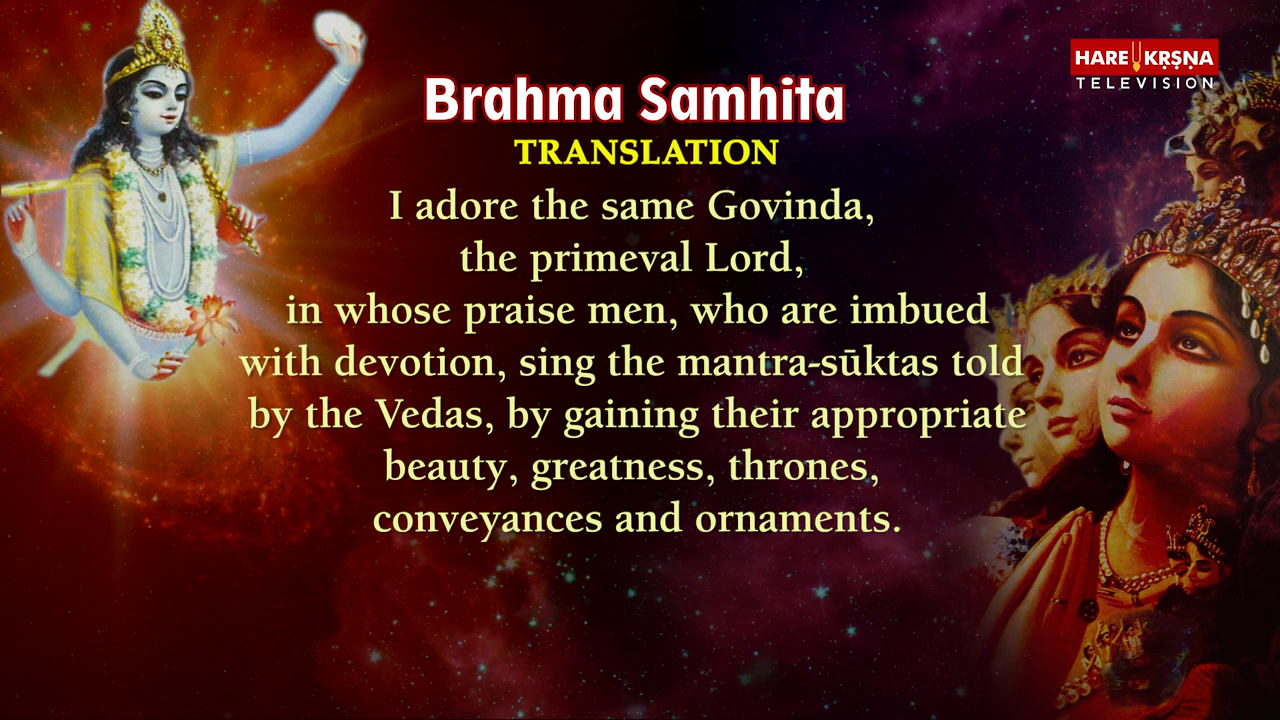 HARE KṚṢṆA
TELEVISION
Brahma Samhita
TRANSLATION
I adore the same Govinda,
the primeval Lord,
in whose praise men, who are imbued
with devotion, sing the mantra-sūktas told
by the Vedas, by gaining their appropriate
beauty, greatness, thrones,
conveyances and ornaments.